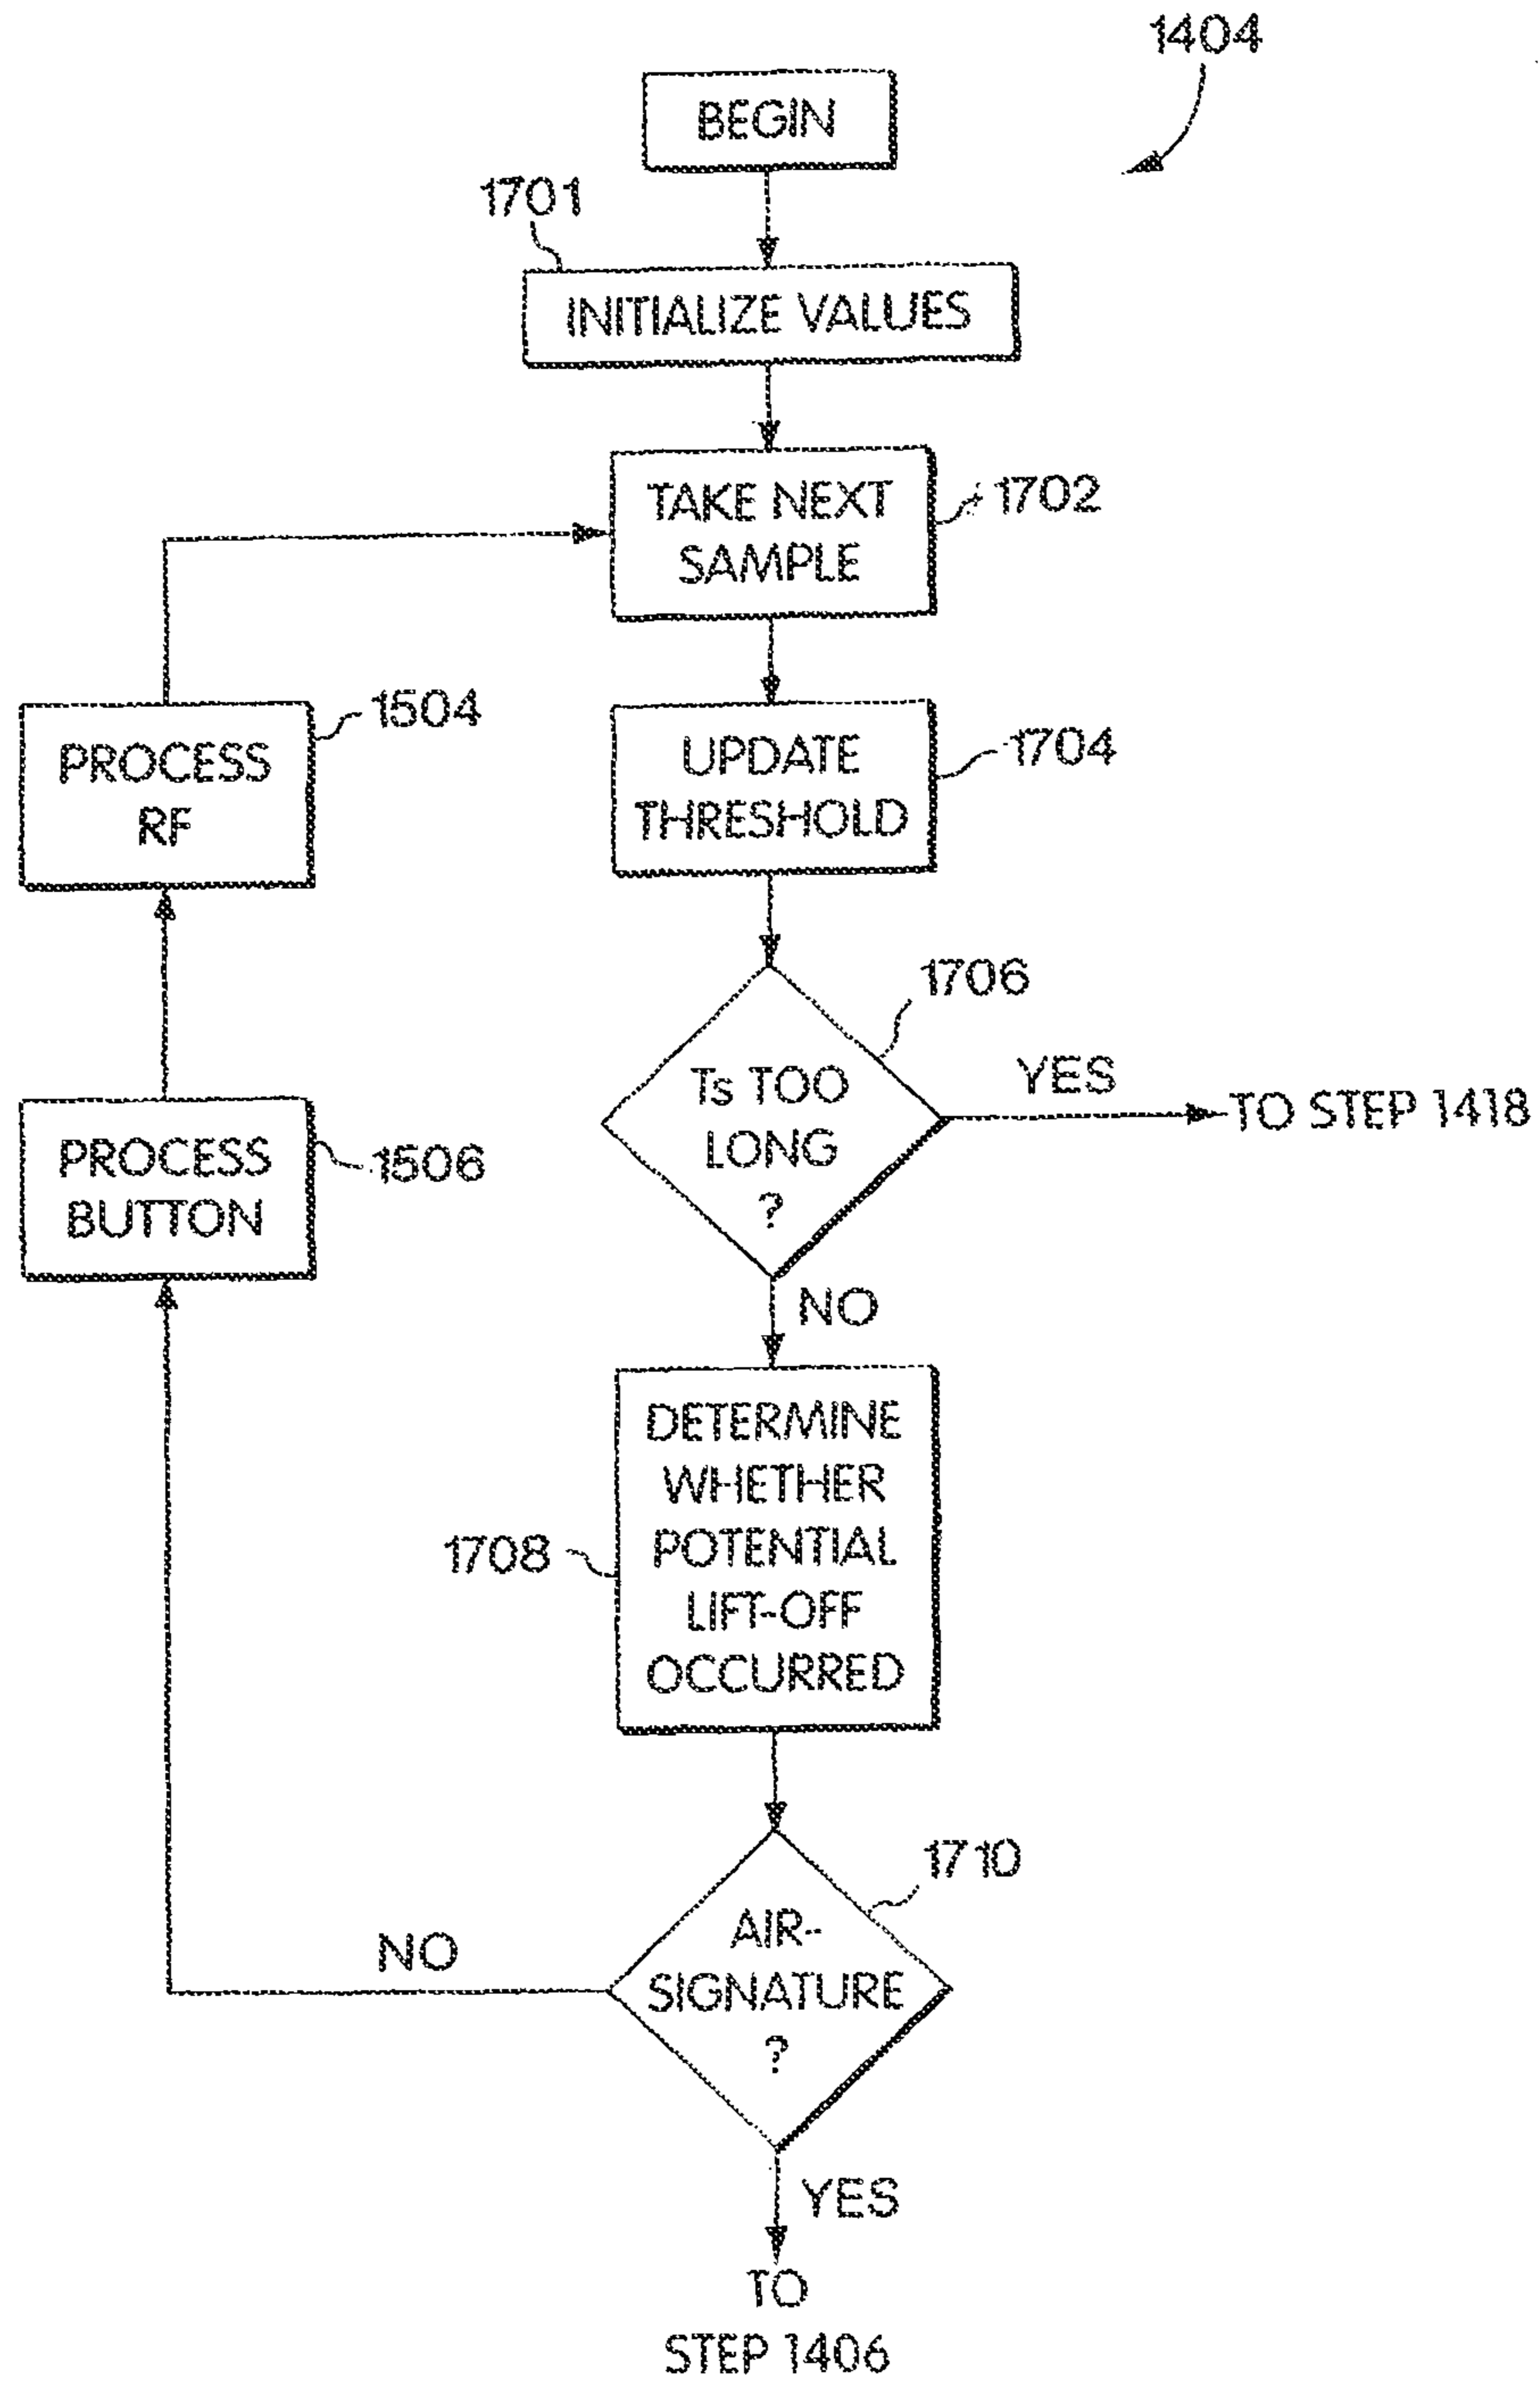 1404
BEGIN
1701
INITIALIZE VALUES
TAKE NEXT
SAMPLE
1702
PROCESS
RF
1504
UPDATE
THRESHOLD
1704
1706
Ts TOO
LONG
?
YES
TO STEP 1418
PROCESS
BUTTON
1506
NO
DETERMINE
WHETHER
POTENTIAL
LIFT-OFF
OCCURRED
1708
1710
AIR-
SIGNATURE
?
NO
YES
TO
STEP 1406